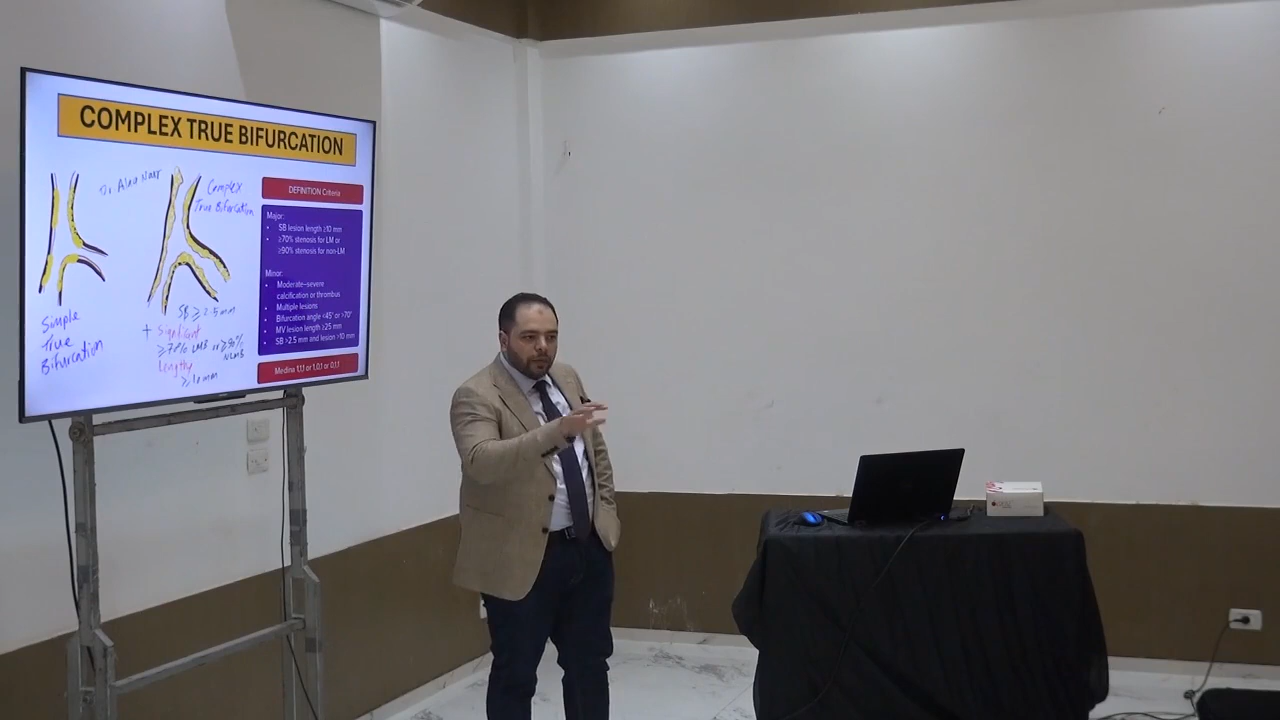 COMPLEX TRUE BIFURCATION
Dr. Alaa Nasr
Complex
True Bifurcation
Simple
True
Bifurcation
SB ≥ 2.5 mm
+ Significant
≥70% LMB or ≥90%
NLMB
Lengthy
≥10mm
DEFINITION Criteria
Major:
• SB lesion length ≥10 mm
• ≥70% stenosis for LM or
≥90% stenosis for non-LM
Minor:
• Moderate–severe
calcification or thrombus
• Multiple lesions
• Bifurcation angle <45° or >70°
• MV lesion length ≥25 mm
• SB >2.5 mm and lesion >10 mm
Medina 1,1,1 or 1,0,1 or 0,1,1